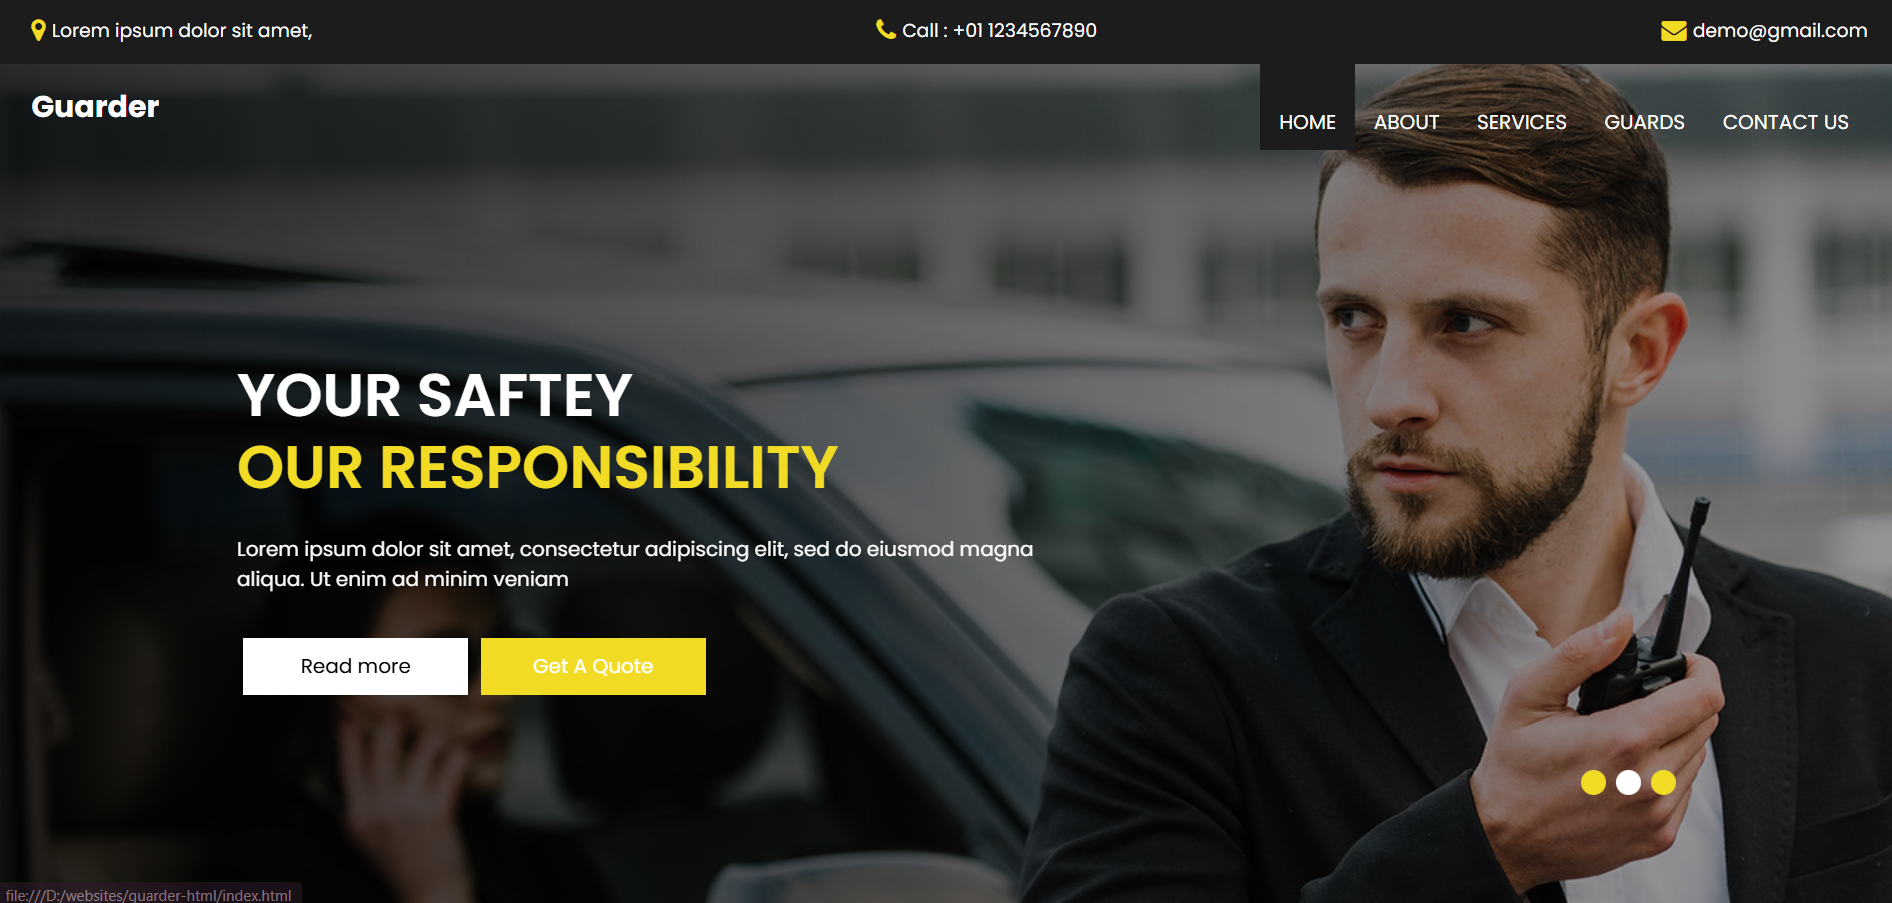 Lorem ipsum dolor sit amet,
Call : +01 1234567890
demo@gmail.com
Guarder
HOME
ABOUT
SERVICES
GUARDS
CONTACT US
YOUR SAFTEY
OUR RESPONSIBILITY
Lorem ipsum dolor sit amet, consectetur adipiscing elit, sed do eiusmod magna
aliqua. Ut enim ad minim veniam
Read more
Get A Quote
file:///D:/websites/guarder-html/index.html